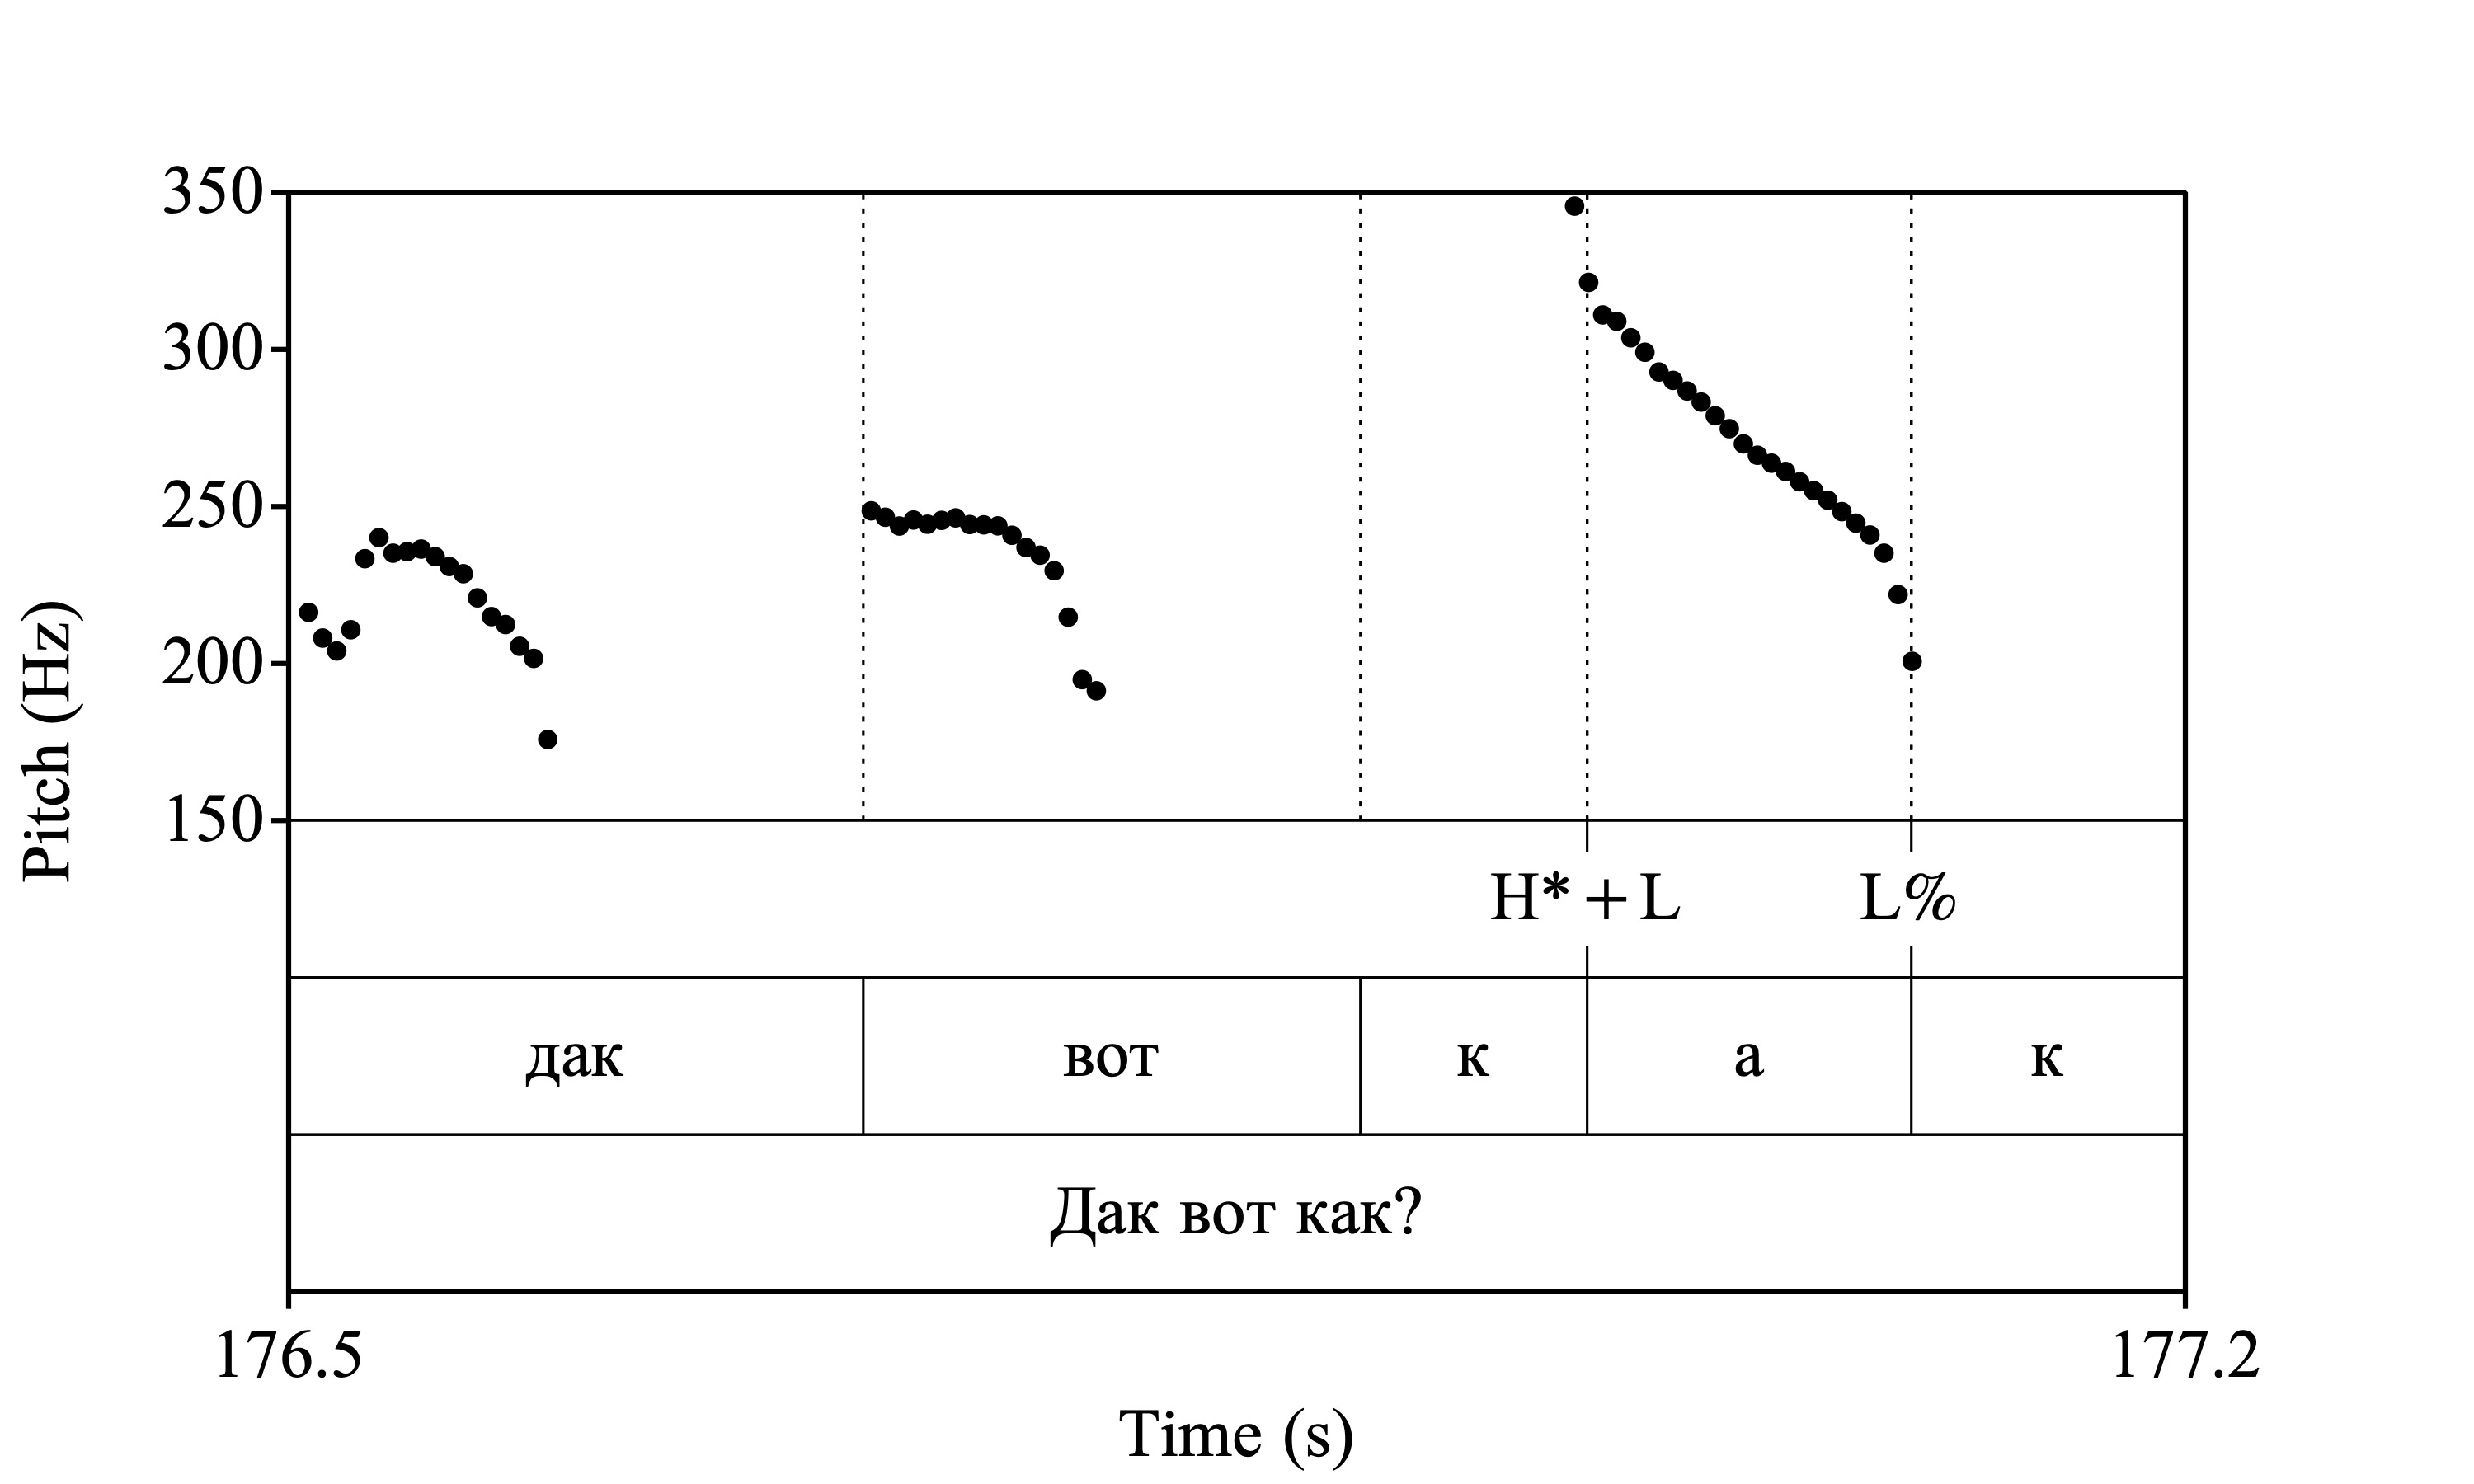 350
300
250
200
150
Pitch (Hz)
H*+L L%
дак вот к а к
Дак вот как?
176.5 177.2
Time (s)